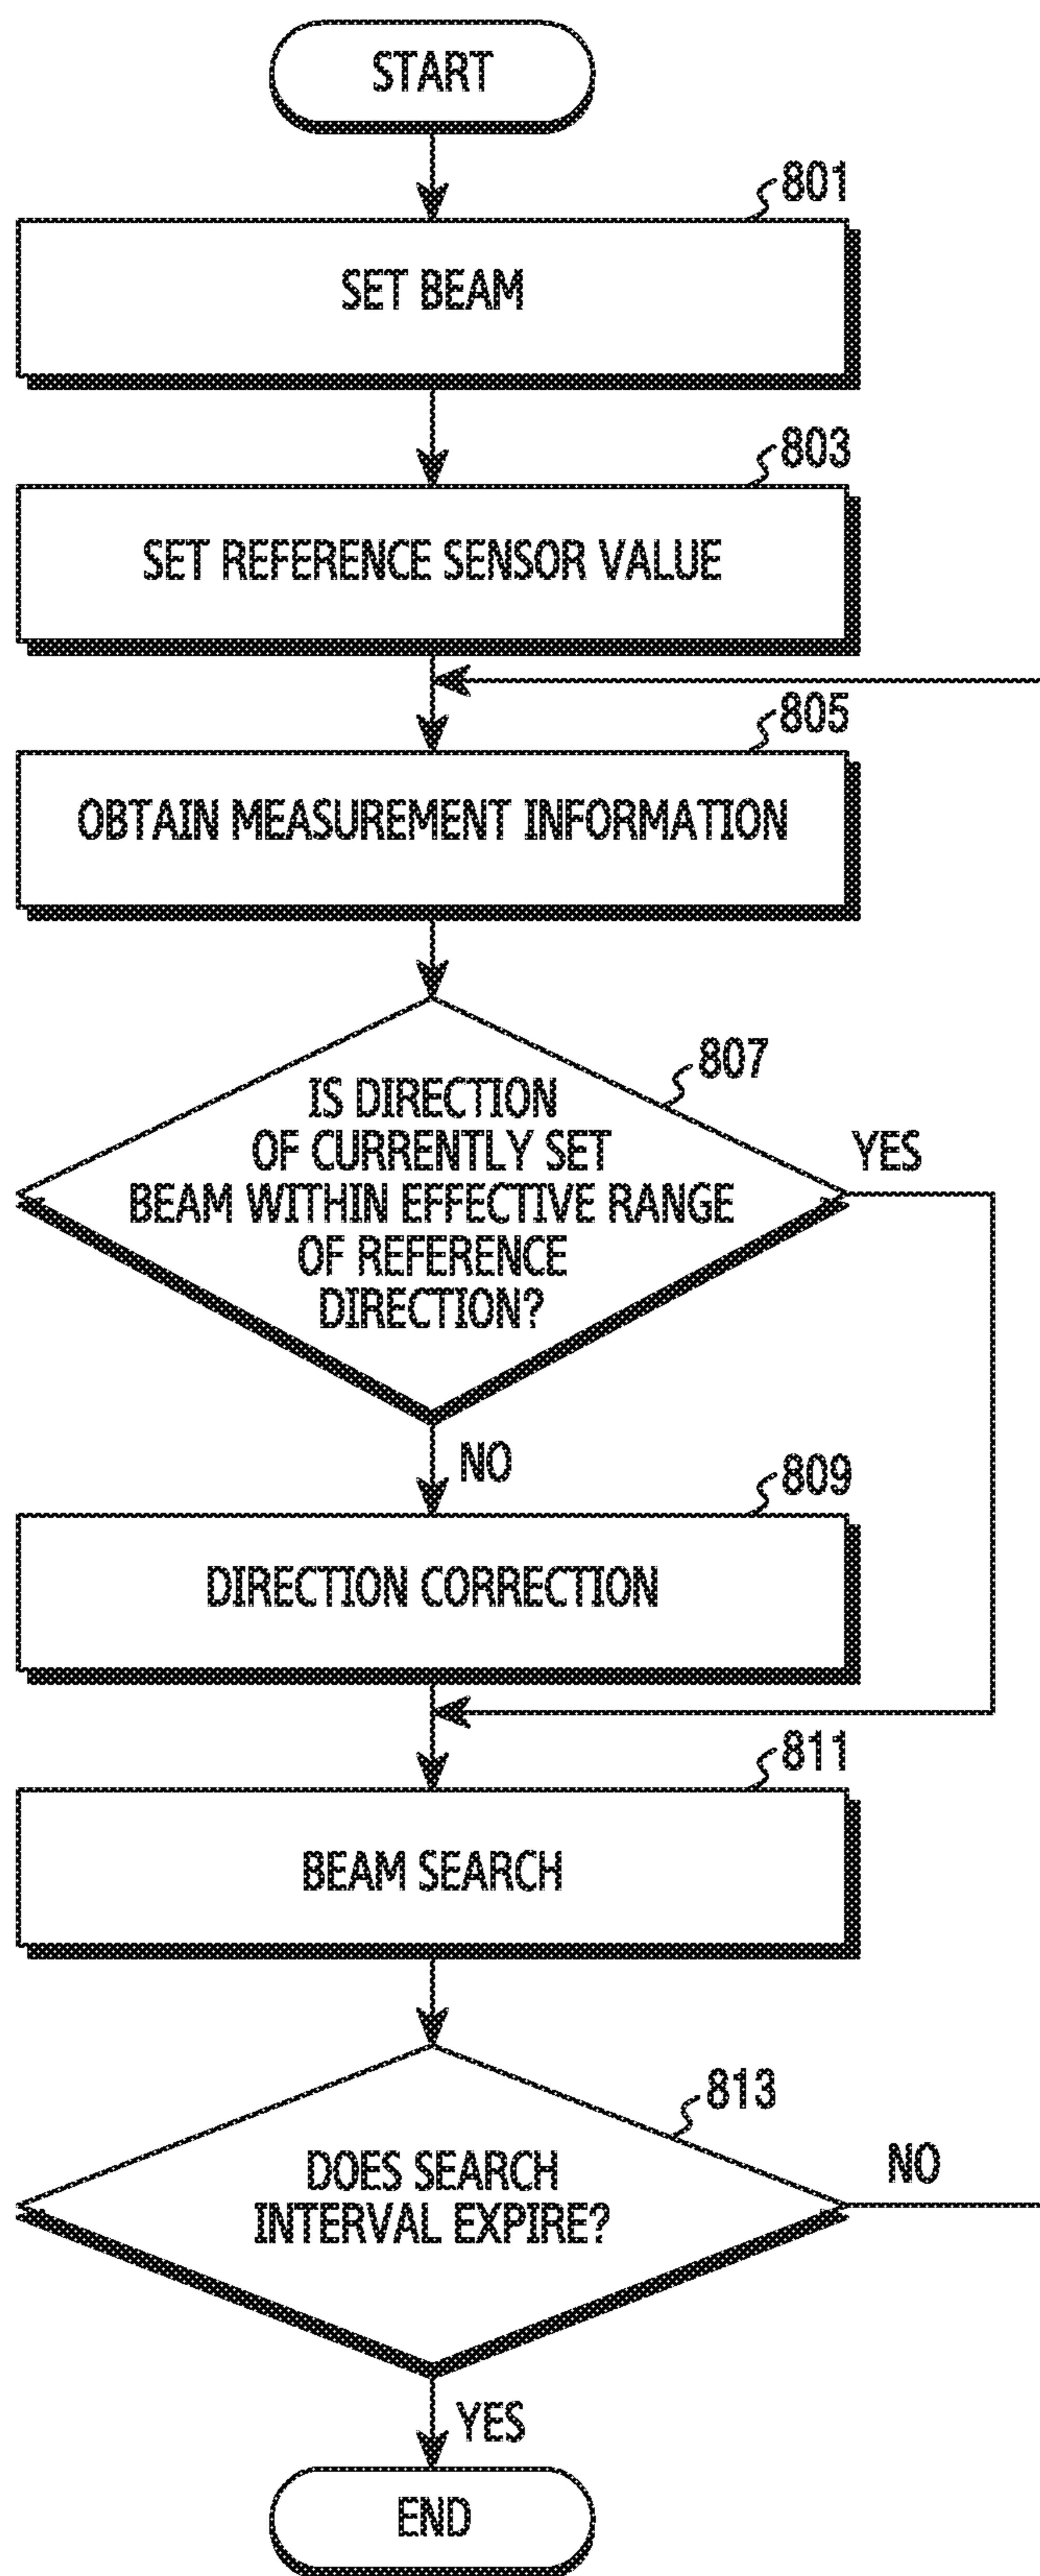 START
801
SET BEAM
803
SET REFERENCE SENSOR VALUE
805
OBTAIN MEASUREMENT INFORMATION
807
IS DIRECTION
OF CURRENTLY SET
BEAM WITHIN EFFECTIVE RANGE
OF REFERENCE
DIRECTION?
YES
NO
809
DIRECTION CORRECTION
811
BEAM SEARCH
813
DOES SEARCH
INTERVAL EXPIRE?
NO
YES
END